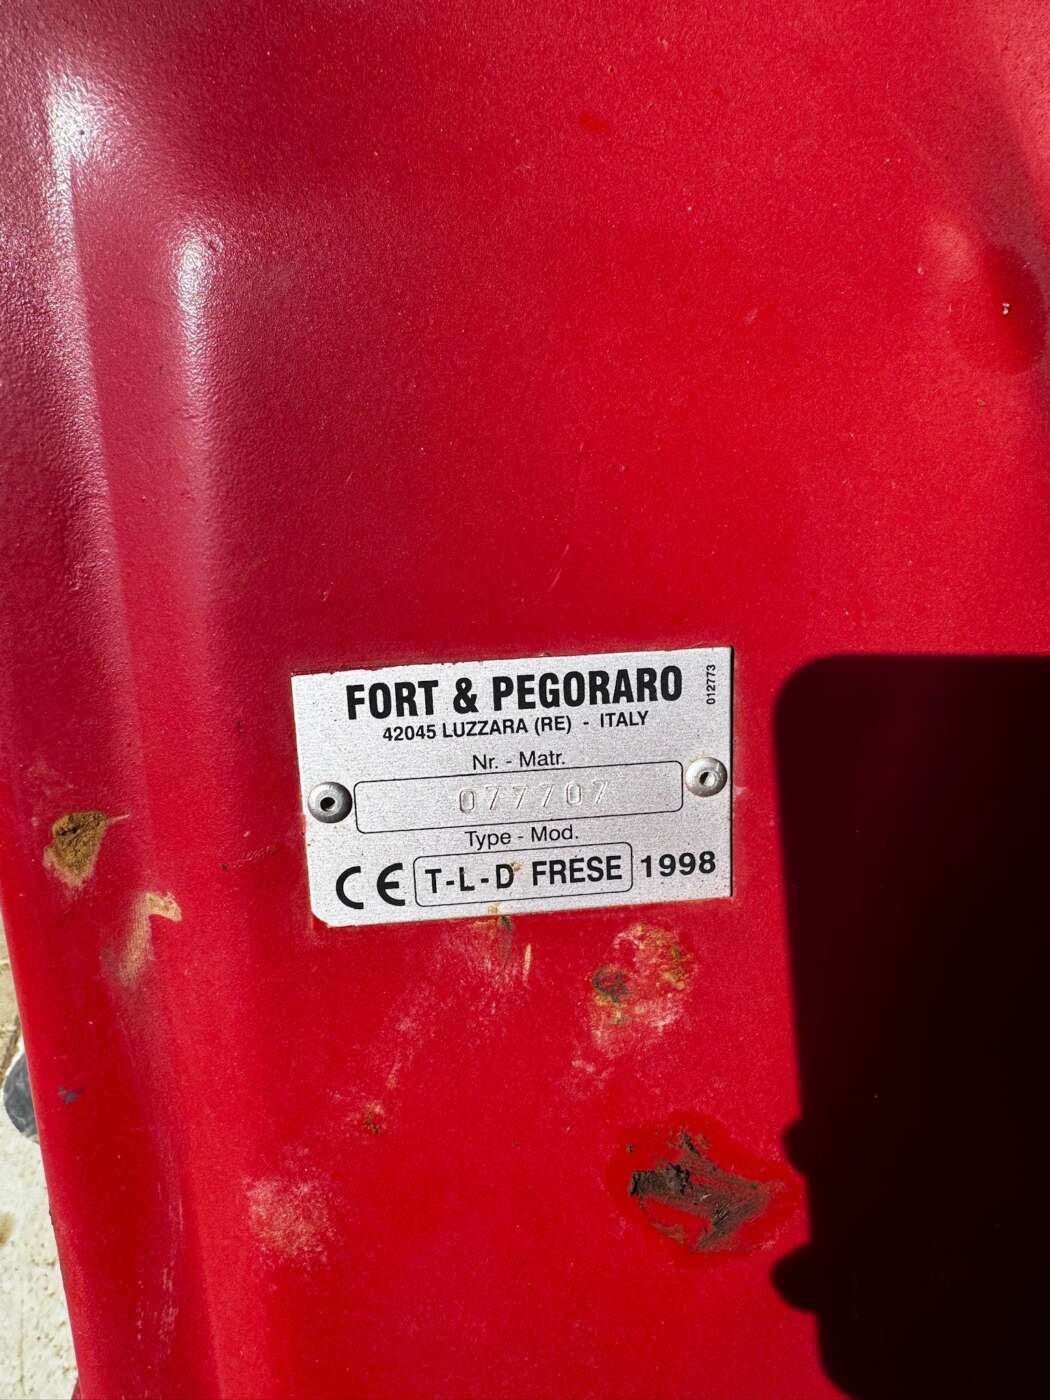 FORT & PEGORARO
012773
42045 LUZZARA (RE) - ITALY
Nr. - Matr.
077707
Type - Mod.
CE T-L-D FRESE 1998